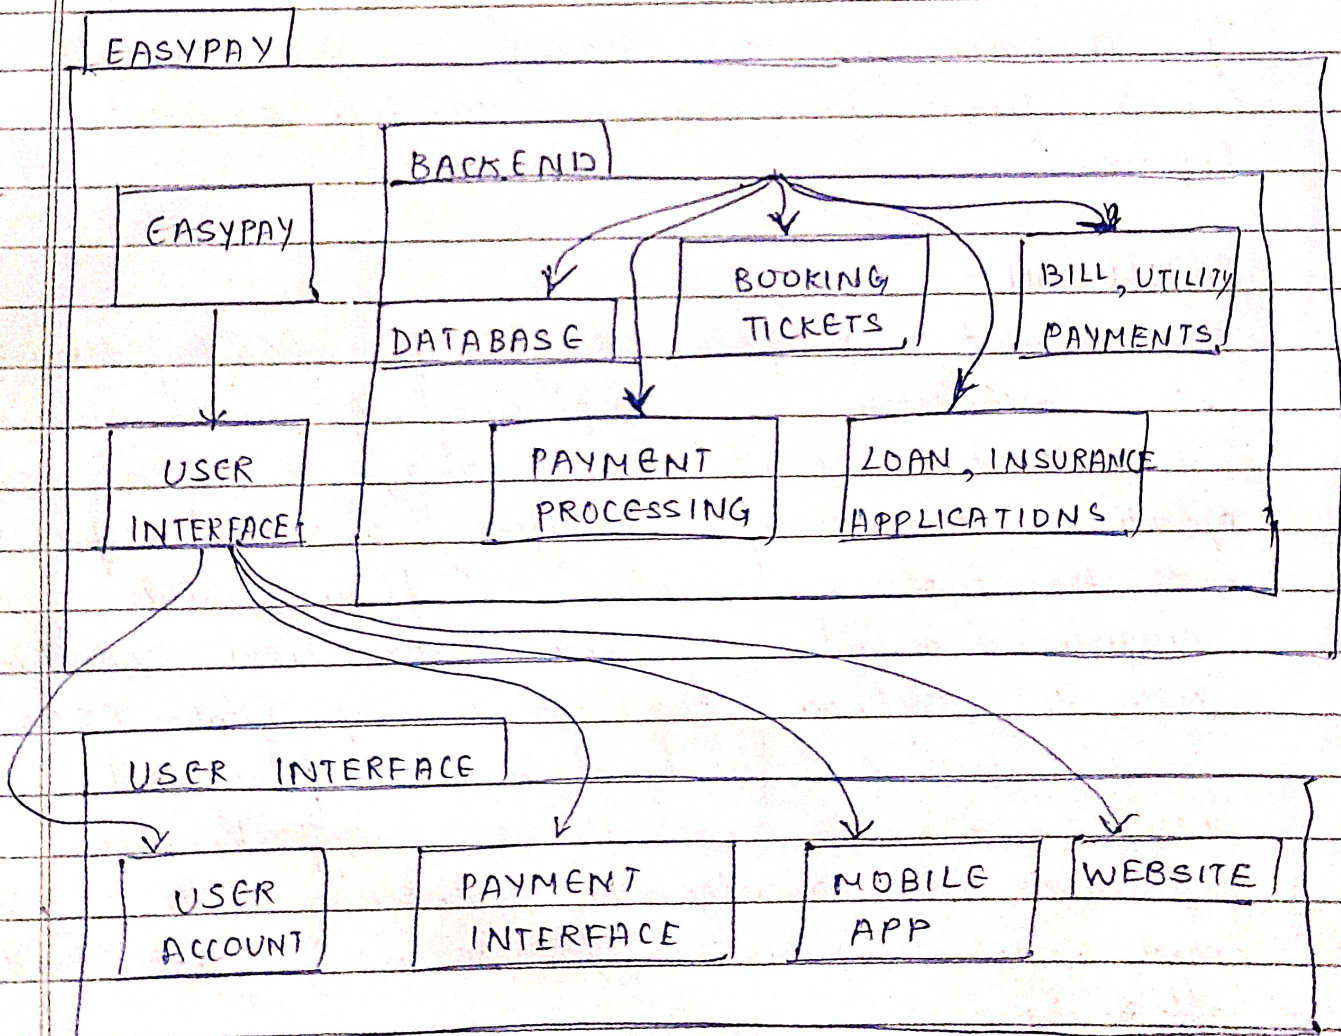 EASYPAY
BACKEND
EASYPAY
BOOKING
TICKETS
BILL, UTILITY
PAYMENTS
DATABASE
USER
INTERFACE
PAYMENT
PROCESSING
LOAN, INSURANCE
APPLICATIONS
USER INTERFACE
USER
ACCOUNT
PAYMENT
INTERFACE
MOBILE
APP
WEBSITE